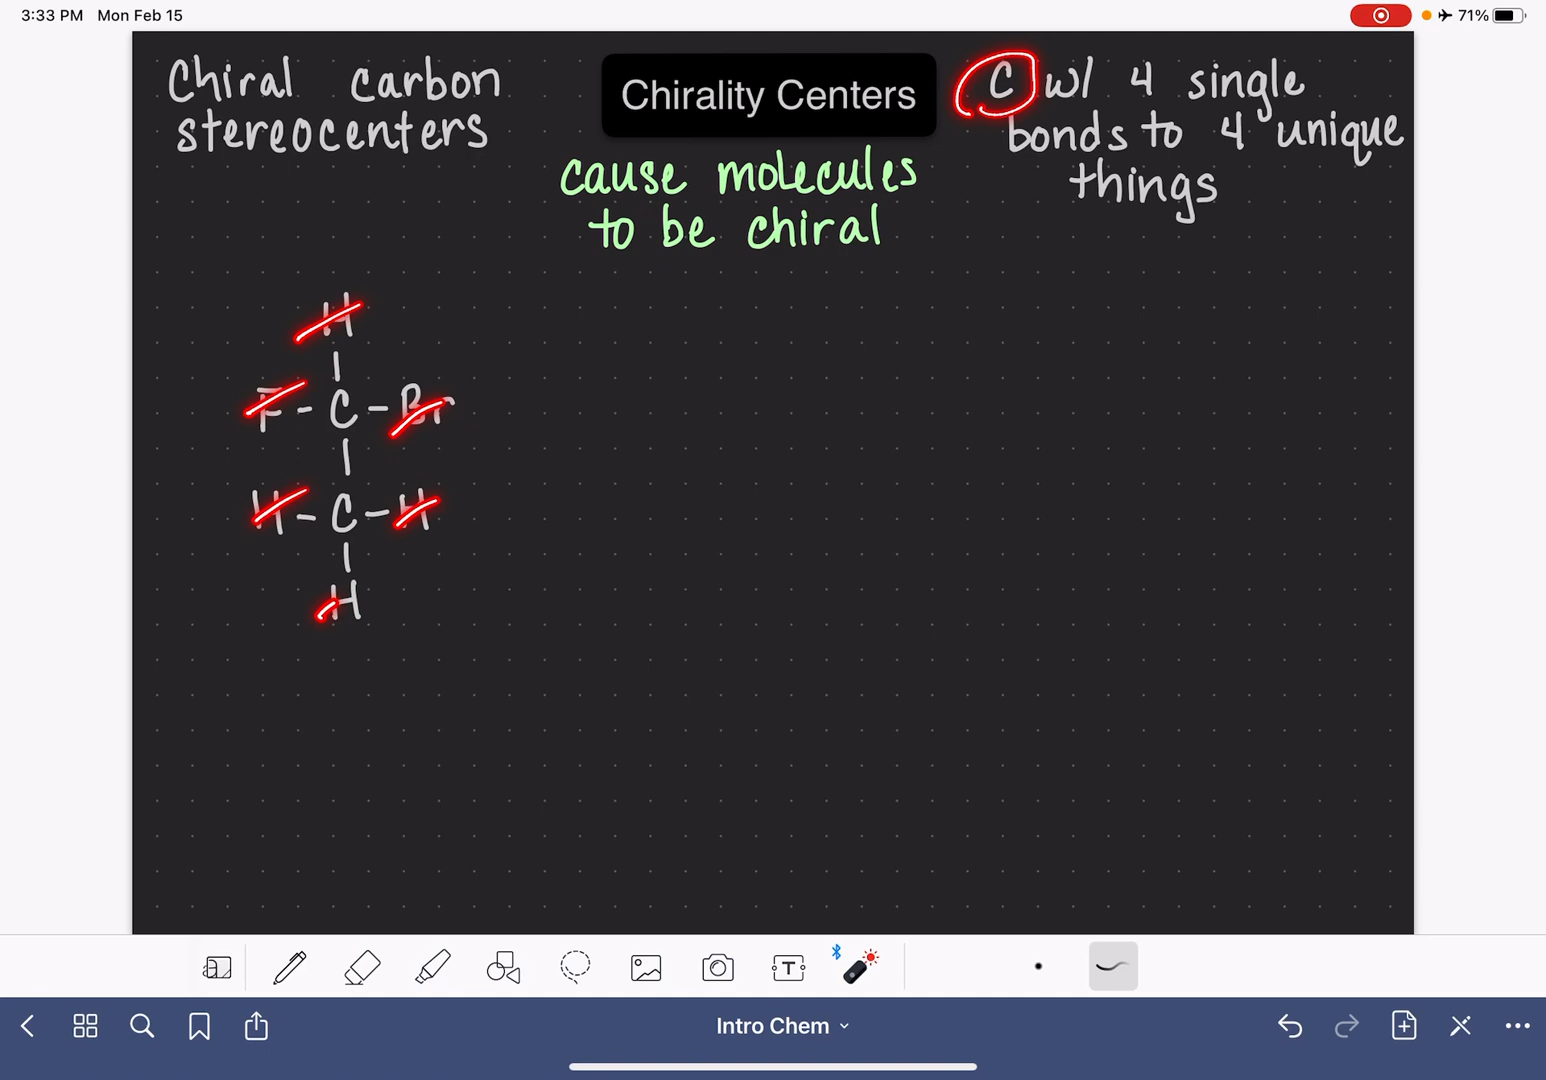 3:33 PM Mon Feb 15
71%
Chiral carbon
stereocenters
Chirality Centers
cause molecules
to be chiral
C w/ 4 single
bonds to 4 unique
things
H
F - C - Br
H - C - H
H
T
Intro Chem